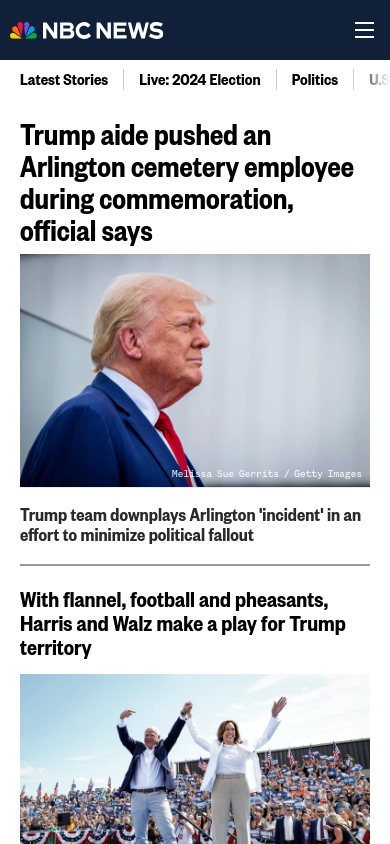 NBC NEWS
Latest Stories
Live: 2024 Election
Politics
Trump aide pushed an
Arlington cemetery employee
during commemoration,
official says
Melissa Sue Gerrits / Getty Images
Trump team downplays Arlington 'incident' in an
effort to minimize political fallout
With flannel, football and pheasants,
Harris and Walz make a play for Trump
territory